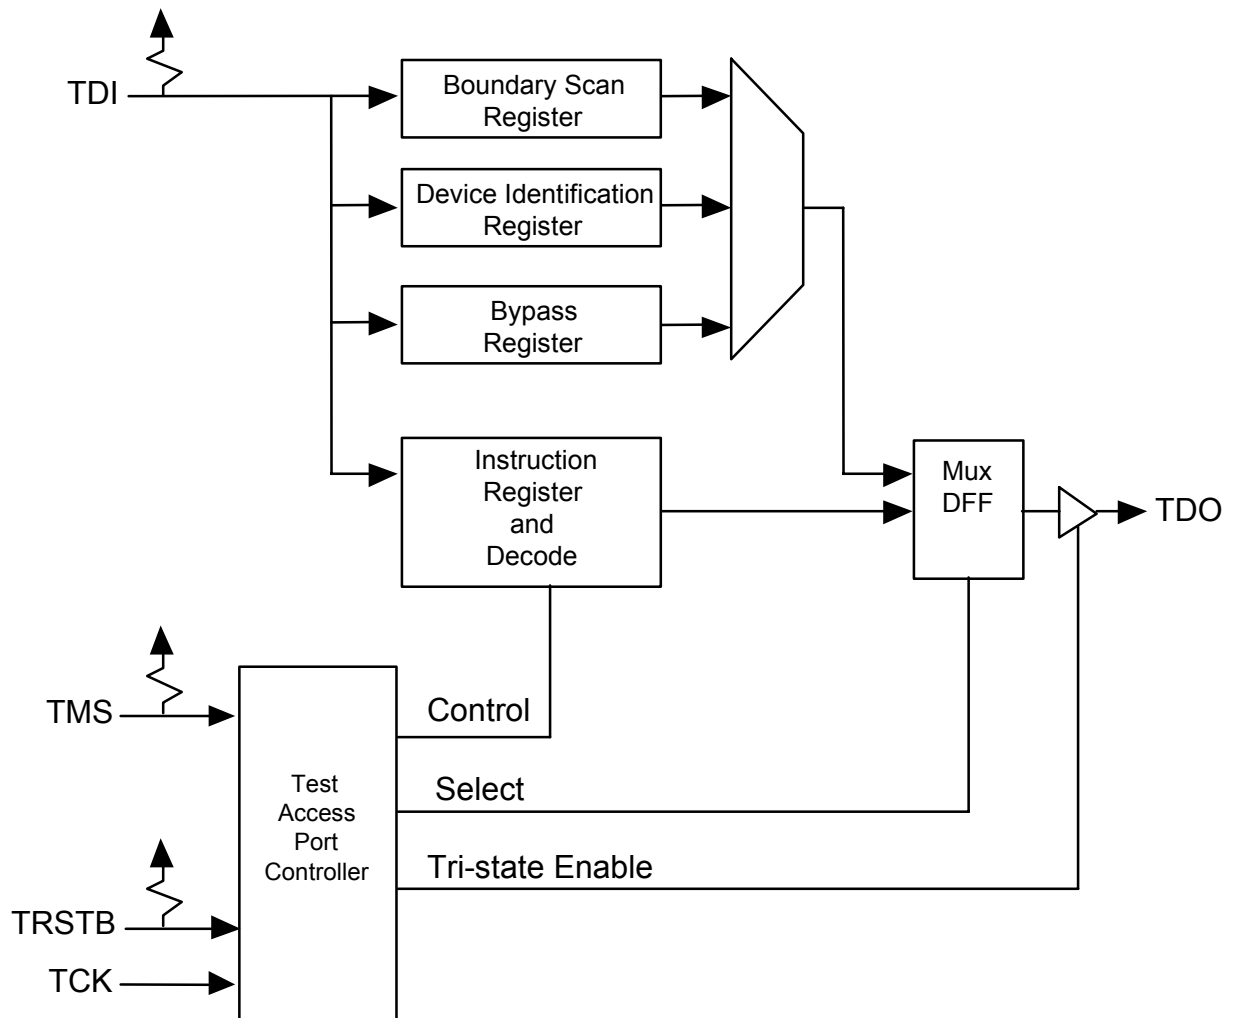 TDI
Boundary Scan
Register
Device Identification
Register
Bypass
Register
Instruction
Register
and
Decode
Mux
DFF
TDO
TMS
Control
Test
Access
Port
Controller
Select
Tri-state Enable
TRSTB
TCK